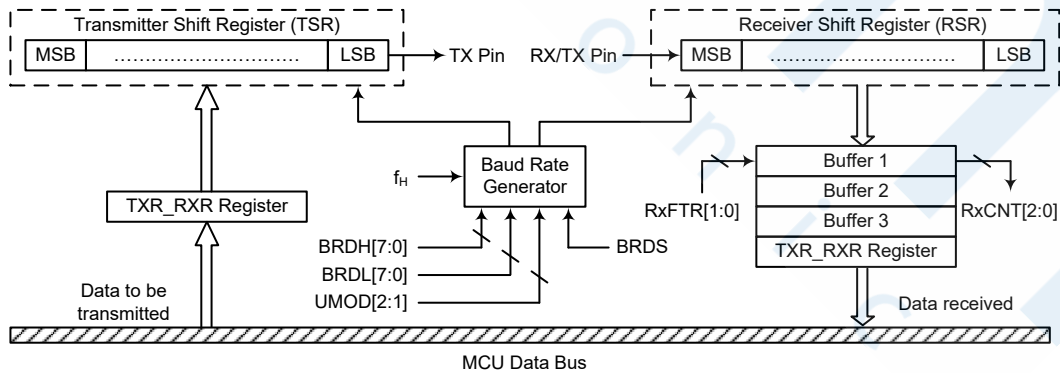 Transmitter Shift Register (TSR)
MSB ............................. LSB
TX Pin
RX/TX Pin
Receiver Shift Register (RSR)
MSB ............................. LSB
TXR_RXR Register
Data to be
transmitted
fH
Baud Rate
Generator
BRDH[7:0]
BRDL[7:0]
UMOD[2:1]
BRDS
RxFTR[1:0]
Buffer 1
Buffer 2
Buffer 3
TXR_RXR Register
RxCNT[2:0]
Data received
MCU Data Bus